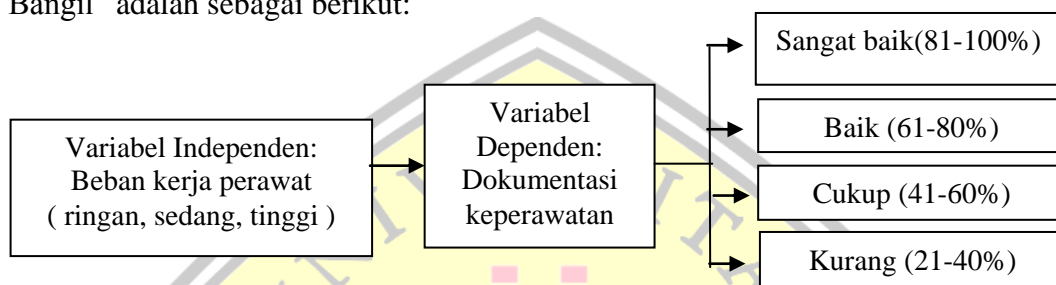 Bangil" adalah sebagai berikut:
Variabel Independen:
Beban kerja perawat
( ringan, sedang, tinggi )
Variabel
Dependen:
Dokumentasi
keperawatan
Sangat baik(81-100%)
Baik (61-80%)
Cukup (41-60%)
Kurang (21-40%)